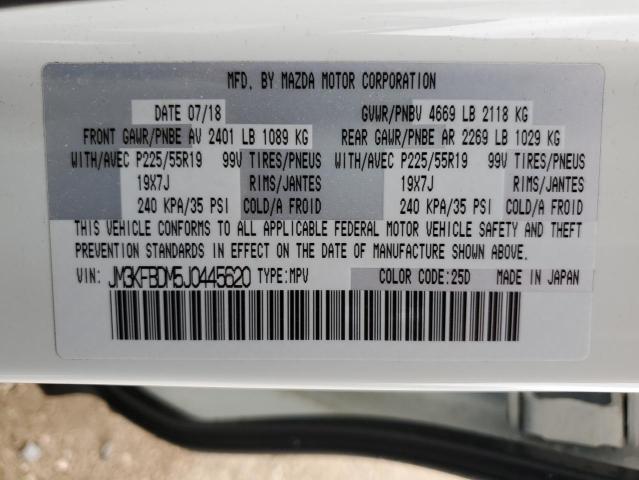 MFD. BY MAZDA MOTOR CORPORATION
DATE 07/18 GVWR/PNBV 4669 LB 2118 KG
FRONT GAWR/PNBE AV 2401 LB 1089 KG REAR GAWR/PNBE AR 2269 LB 1029 KG
WITH/AVEC P225/55R19 99V TIRES/PNEUS WITH/AVEC P225/55R19 99V TIRES/PNEUS
19X7J RIMS/JANTES 19X7J RIMS/JANTES
240 KPA/35 PSI COLD/A FROID 240 KPA/35 PSI COLD/A FROID
THIS VEHICLE CONFORMS TO ALL APPLICABLE FEDERAL MOTOR VEHICLE SAFETY AND THEFT
PREVENTION STANDARDS IN EFFECT ON THE DATE OF MANUFACTURE SHOWN ABOVE.
VIN: JM3KFBDM5J0445620 TYPE:MPV COLOR CODE:25D MADE IN JAPAN